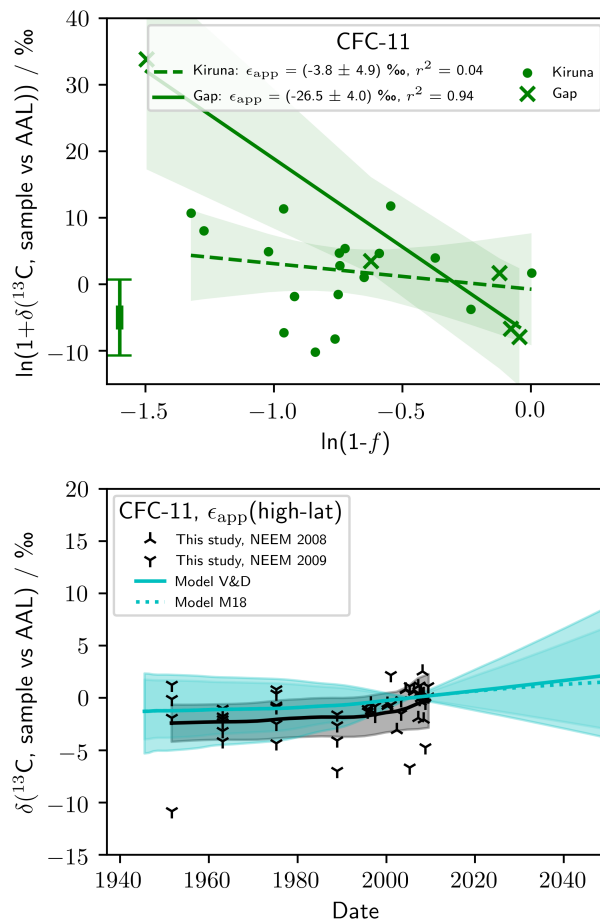 CFC-11
Kiruna: ϵapp = (-3.8 ± 4.9) ‰, r² = 0.04
Gap: ϵapp = (-26.5 ± 4.0) ‰, r² = 0.94
Kiruna
Gap
ln(1+δ(¹³C, sample vs AAL)) / ‰
40
30
20
10
0
−10
−1.5 −1.0 −0.5 0.0
ln(1-f)
CFC-11, ϵapp(high-lat)
This study, NEEM 2008
This study, NEEM 2009
Model V&D
Model M18
δ(¹³C, sample vs AAL) / ‰
20
15
10
5
0
−5
−10
−15
1940 1960 1980 2000 2020 2040
Date